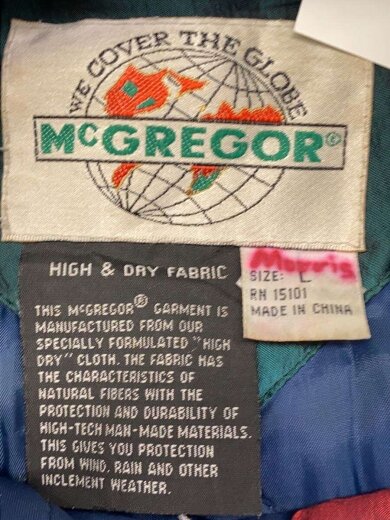 WE COVER THE GLOBE
McGREGOR®
HIGH & DRY FABRIC
THIS McGREGOR® GARMENT IS
MANUFACTURED FROM OUR
SPECIALLY FORMULATED "HIGH
DRY" CLOTH. THE FABRIC HAS
THE CHARACTERISTICS OF
NATURAL FIBERS WITH THE
PROTECTION AND DURABILITY OF
HIGH-TECH MAN-MADE MATERIALS.
THIS GIVES YOU PROTECTION
FROM WIND, RAIN AND OTHER
INCLEMENT WEATHER.
Morris
SIZE: L
RN 15101
MADE IN CHINA